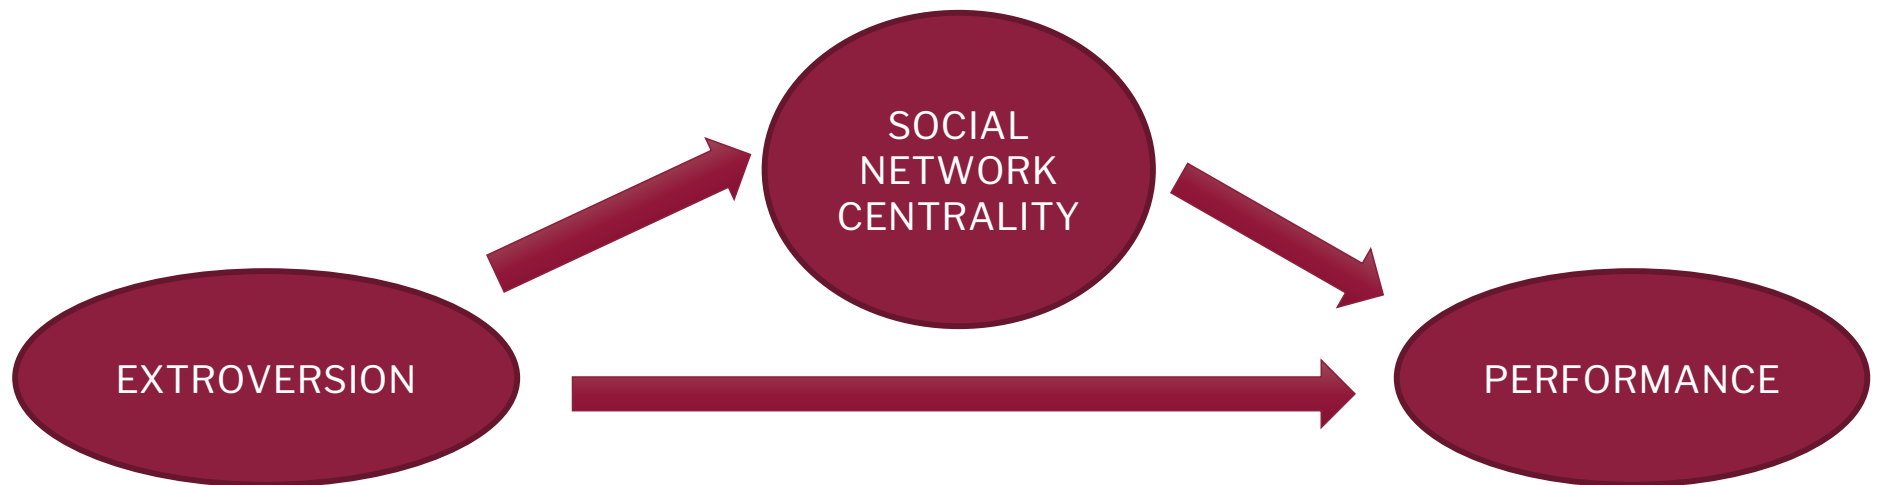 SOCIAL
NETWORK
CENTRALITY
EXTROVERSION
PERFORMANCE